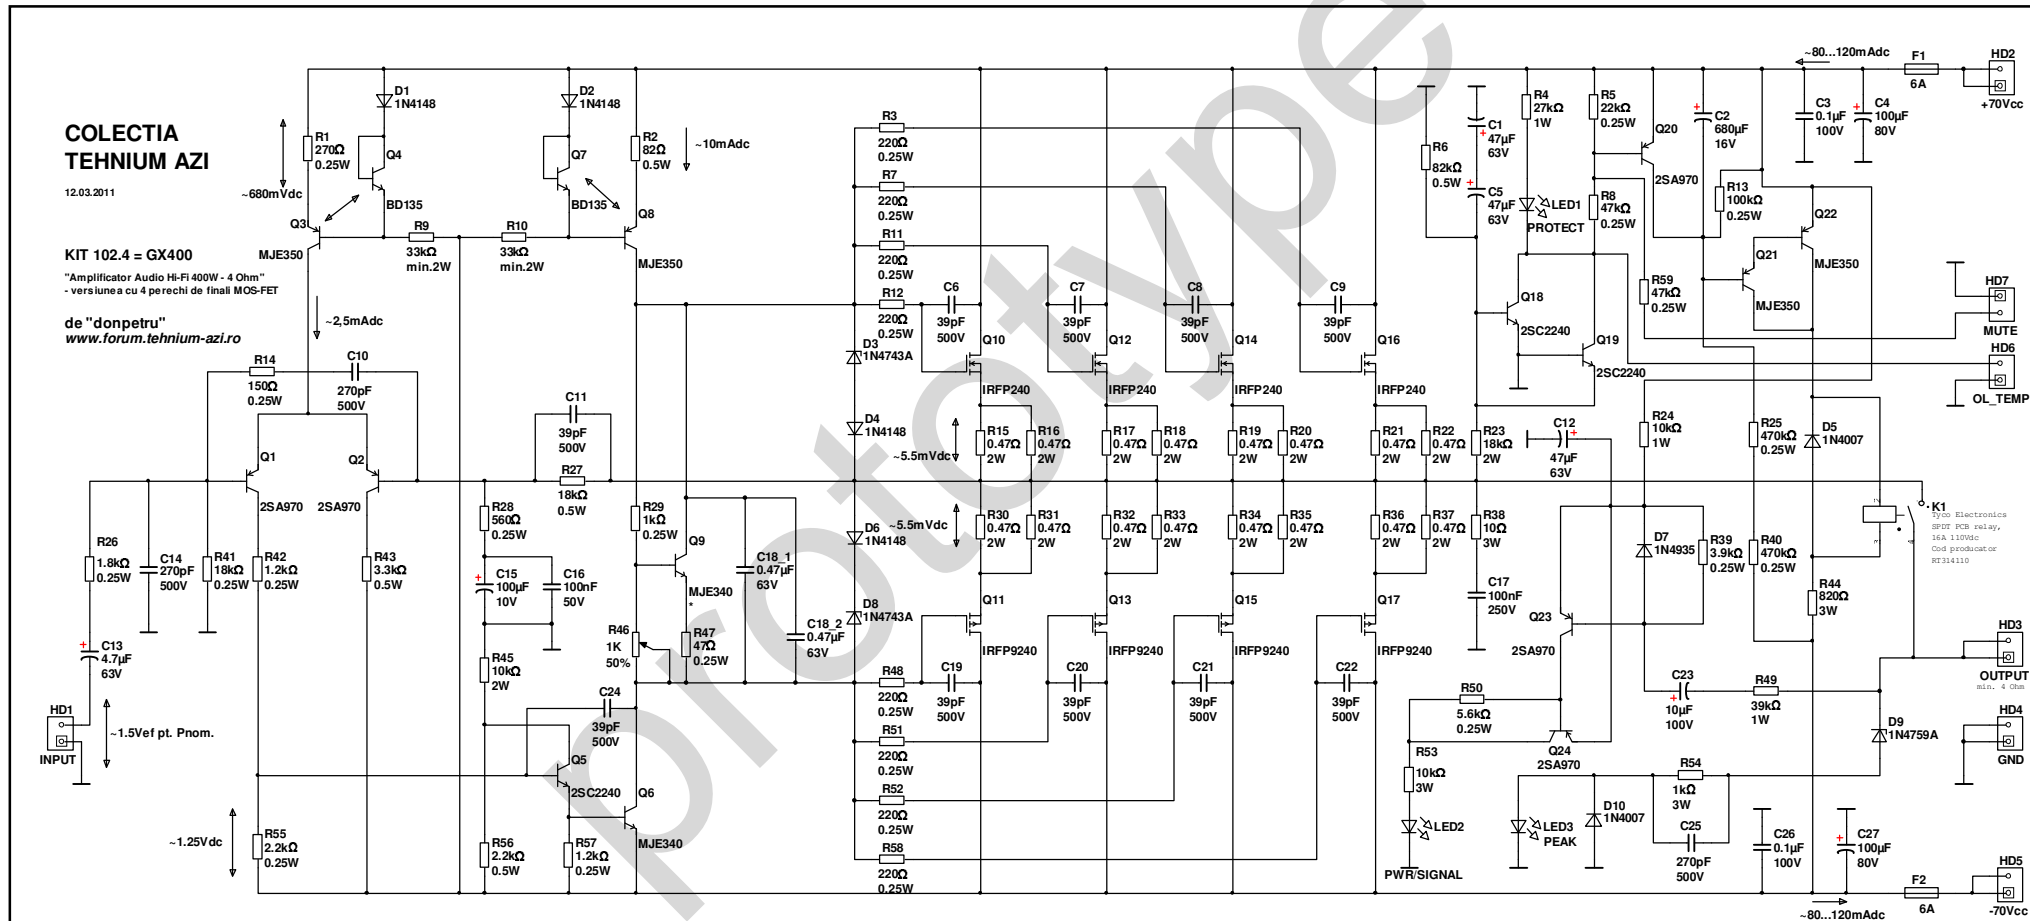 COLECTIA
TEHNIUM AZI
12.03.2011
KIT 102.4 = GX400
"Amplificator Audio Hi-Fi 400W - 4 Ohm"
- versiunea cu 4 perechi de finali MOS-FET
de "donpetru"
www.forum.tehnium-azi.ro
prototype
R1
270Ω
0.25W
~680mVdc
D1
1N4148
Q4
BD135
Q3
MJE350
R9
33kΩ
min.2W
D2
1N4148
Q7
BD135
R10
33kΩ
min.2W
R2
82Ω
0.5W
~10mAdc
Q8
MJE350
~2,5mAdc
R14
150Ω
0.25W
C10
270pF
500V
Q1
2SA970
Q2
2SA970
C11
39pF
500V
R27
18kΩ
0.5W
R26
1.8kΩ
0.25W
C14
270pF
500V
R41
18kΩ
0.25W
R42
1.2kΩ
0.25W
R43
3.3kΩ
0.5W
R28
560Ω
0.25W
C15
100µF
10V
C16
100nF
50V
R45
10kΩ
2W
C13
4.7µF
63V
HD1
INPUT
~1.5Vef pt. Pnom.
~1.25Vdc
R55
2.2kΩ
0.25W
R56
2.2kΩ
0.5W
R57
1.2kΩ
0.25W
C24
39pF
500V
Q5
2SC2240
Q6
MJE340
R29
1kΩ
0.25W
Q9
MJE340
*
R46
1K
50%
R47
47Ω
0.25W
C18_1
0.47µF
63V
C18_2
0.47µF
63V
D3
1N4743A
D4
1N4148
D6
1N4148
D8
1N4743A
R3
220Ω
0.25W
R7
220Ω
0.25W
R11
220Ω
0.25W
R12
220Ω
0.25W
C6
39pF
500V
C7
39pF
500V
C8
39pF
500V
C9
39pF
500V
Q10
IRFP240
Q12
IRFP240
Q14
IRFP240
Q16
IRFP240
~5.5mVdc
R15
0.47Ω
2W
R16
0.47Ω
2W
R17
0.47Ω
2W
R18
0.47Ω
2W
R19
0.47Ω
2W
R20
0.47Ω
2W
R21
0.47Ω
2W
R22
0.47Ω
2W
R23
18kΩ
2W
~5.5mVdc
R30
0.47Ω
2W
R31
0.47Ω
2W
R32
0.47Ω
2W
R33
0.47Ω
2W
R34
0.47Ω
2W
R35
0.47Ω
2W
R36
0.47Ω
2W
R37
0.47Ω
2W
R38
10Ω
3W
C17
100nF
250V
Q11
IRFP9240
Q13
IRFP9240
Q15
IRFP9240
Q17
IRFP9240
R48
220Ω
0.25W
C19
39pF
500V
C20
39pF
500V
C21
39pF
500V
C22
39pF
500V
R51
220Ω
0.25W
R52
220Ω
0.25W
R58
220Ω
0.25W
R6
82kΩ
0.5W
C1
47µF
63V
C5
47µF
63V
R4
27kΩ
1W
LED1
PROTECT
R5
22kΩ
0.25W
R8
47kΩ
0.25W
Q20
2SA970
R59
47kΩ
0.25W
Q18
2SC2240
Q19
2SC2240
C2
680µF
16V
R13
100kΩ
0.25W
Q21
MJE350
Q22
MJE350
~80...120mAdc
C3
0.1µF
100V
C4
100µF
80V
F1
6A
HD2
+70Vcc
HD7
MUTE
HD6
OL_TEMP
C12
47µF
63V
R24
10kΩ
1W
R25
470kΩ
0.25W
D5
1N4007
K1
Tyco Electronics
SPDT PCB relay,
16A 110Vdc
Cod producator
RT314110
D7
1N4935
R39
3.9kΩ
0.25W
R40
470kΩ
0.25W
R44
820Ω
3W
Q23
2SA970
R50
5.6kΩ
0.25W
Q24
2SA970
C23
10µF
100V
R49
39kΩ
1W
HD3
OUTPUT
min. 4 Ohm
HD4
GND
D9
1N4759A
R53
10kΩ
3W
LED2
PWR/SIGNAL
LED3
PEAK
D10
1N4007
R54
1kΩ
3W
C25
270pF
500V
C26
0.1µF
100V
C27
100µF
80V
~80...120mAdc
F2
6A
HD5
-70Vcc